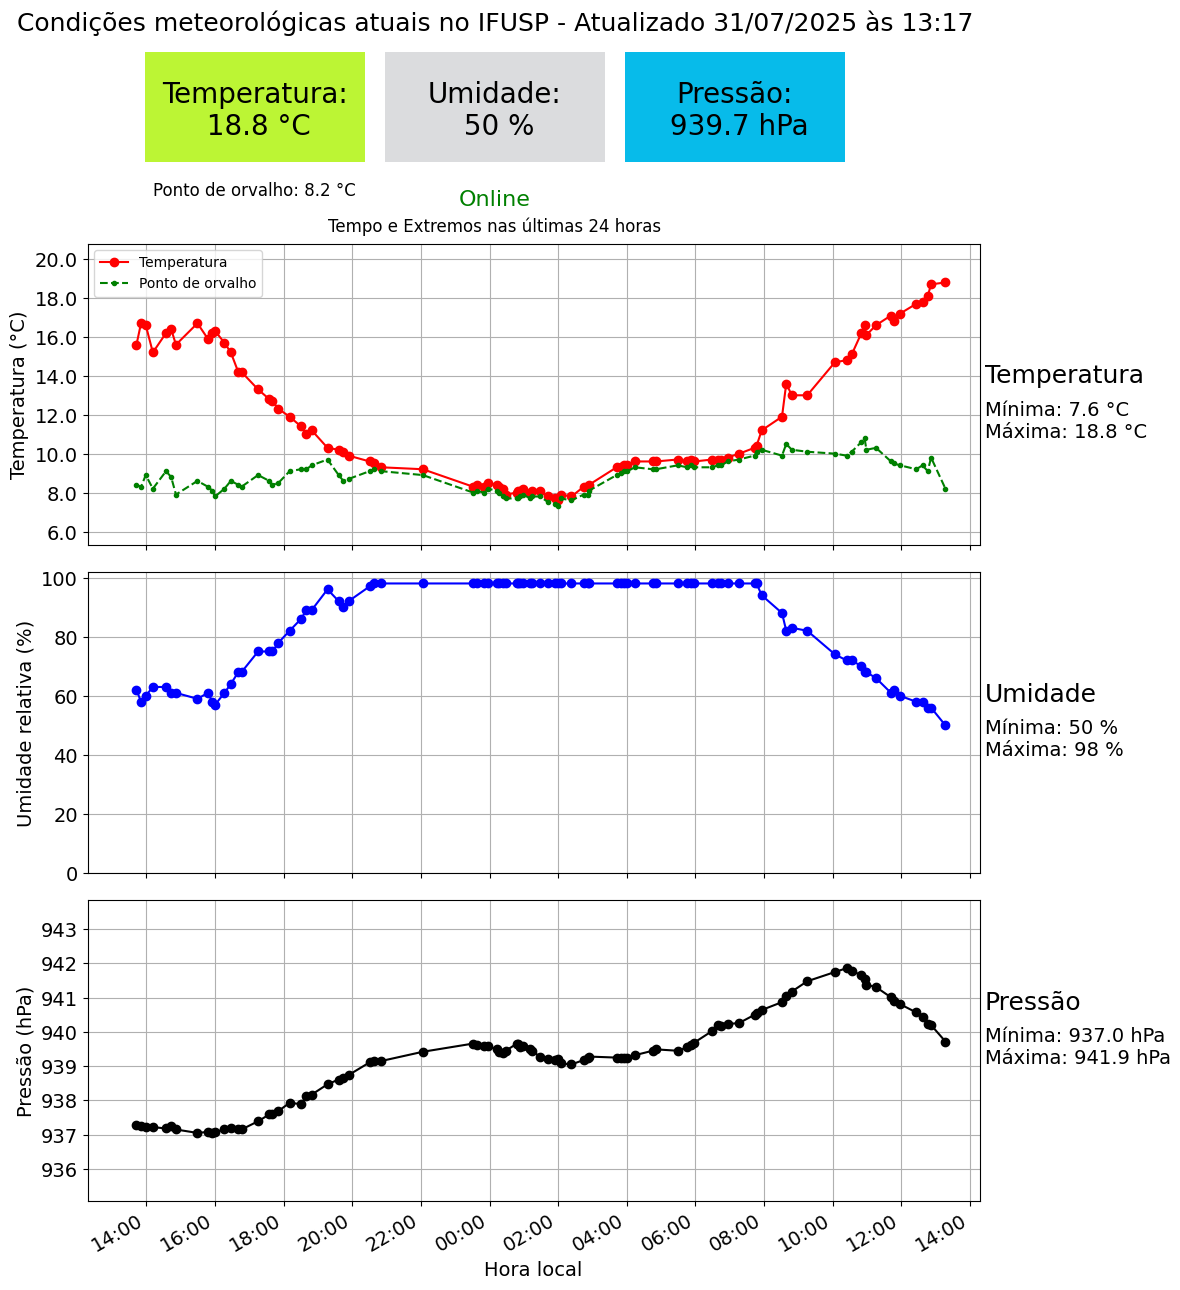 Condições meteorológicas atuais no IFUSP - Atualizado 31/07/2025 às 13:17
Temperatura:
18.8 °C
Umidade:
50 %
Pressão:
939.7 hPa
Ponto de orvalho: 8.2 °C
Online
Tempo e Extremos nas últimas 24 horas
Temperatura
Ponto de orvalho
Temperatura (°C)
20.0
18.0
16.0
14.0
12.0
10.0
8.0
6.0
Temperatura
Mínima: 7.6 °C
Máxima: 18.8 °C
Umidade relativa (%)
100
80
60
40
20
0
Umidade
Mínima: 50 %
Máxima: 98 %
Pressão (hPa)
943
942
941
940
939
938
937
936
Pressão
Mínima: 937.0 hPa
Máxima: 941.9 hPa
14:00
16:00
18:00
20:00
22:00
00:00
02:00
04:00
06:00
08:00
10:00
12:00
14:00
Hora local